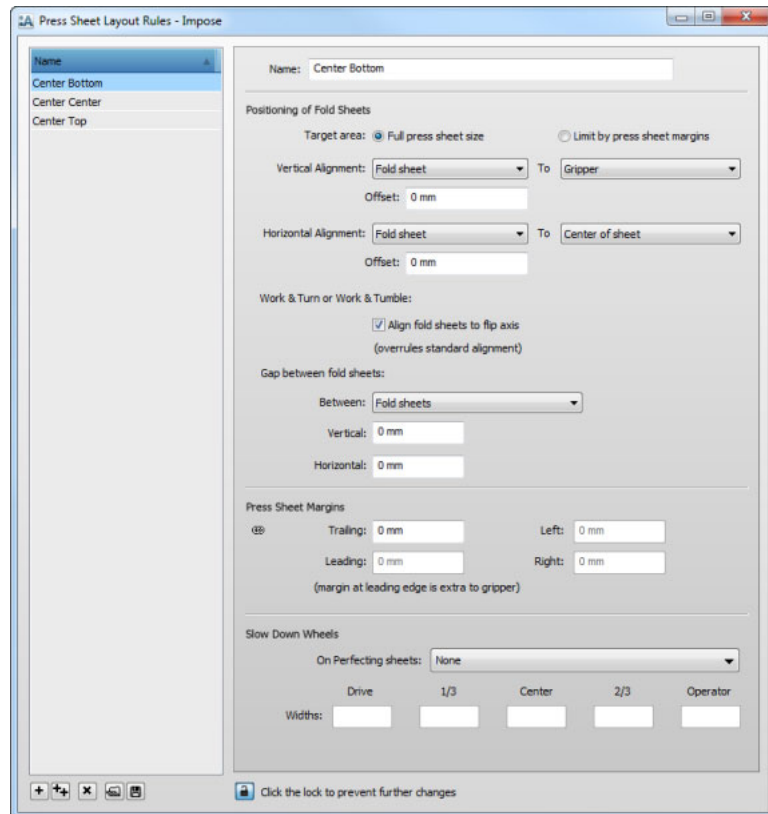 Press Sheet Layout Rules - Impose
Name
Center Bottom
Center Center
Center Top
Name: Center Bottom
Positioning of Fold Sheets
Target area: Full press sheet size Limit by press sheet margins
Vertical Alignment: Fold sheet To Gripper
Offset: 0 mm
Horizontal Alignment: Fold sheet To Center of sheet
Offset: 0 mm
Work & Turn or Work & Tumble:
Align fold sheets to flip axis
(overrules standard alignment)
Gap between fold sheets:
Between: Fold sheets
Vertical: 0 mm
Horizontal: 0 mm
Press Sheet Margins
Trailing: 0 mm Left: 0 mm
Leading: 0 mm Right: 0 mm
(margin at leading edge is extra to gripper)
Slow Down Wheels
On Perfecting sheets: None
Drive 1/3 Center 2/3 Operator
Widths:
Click the lock to prevent further changes